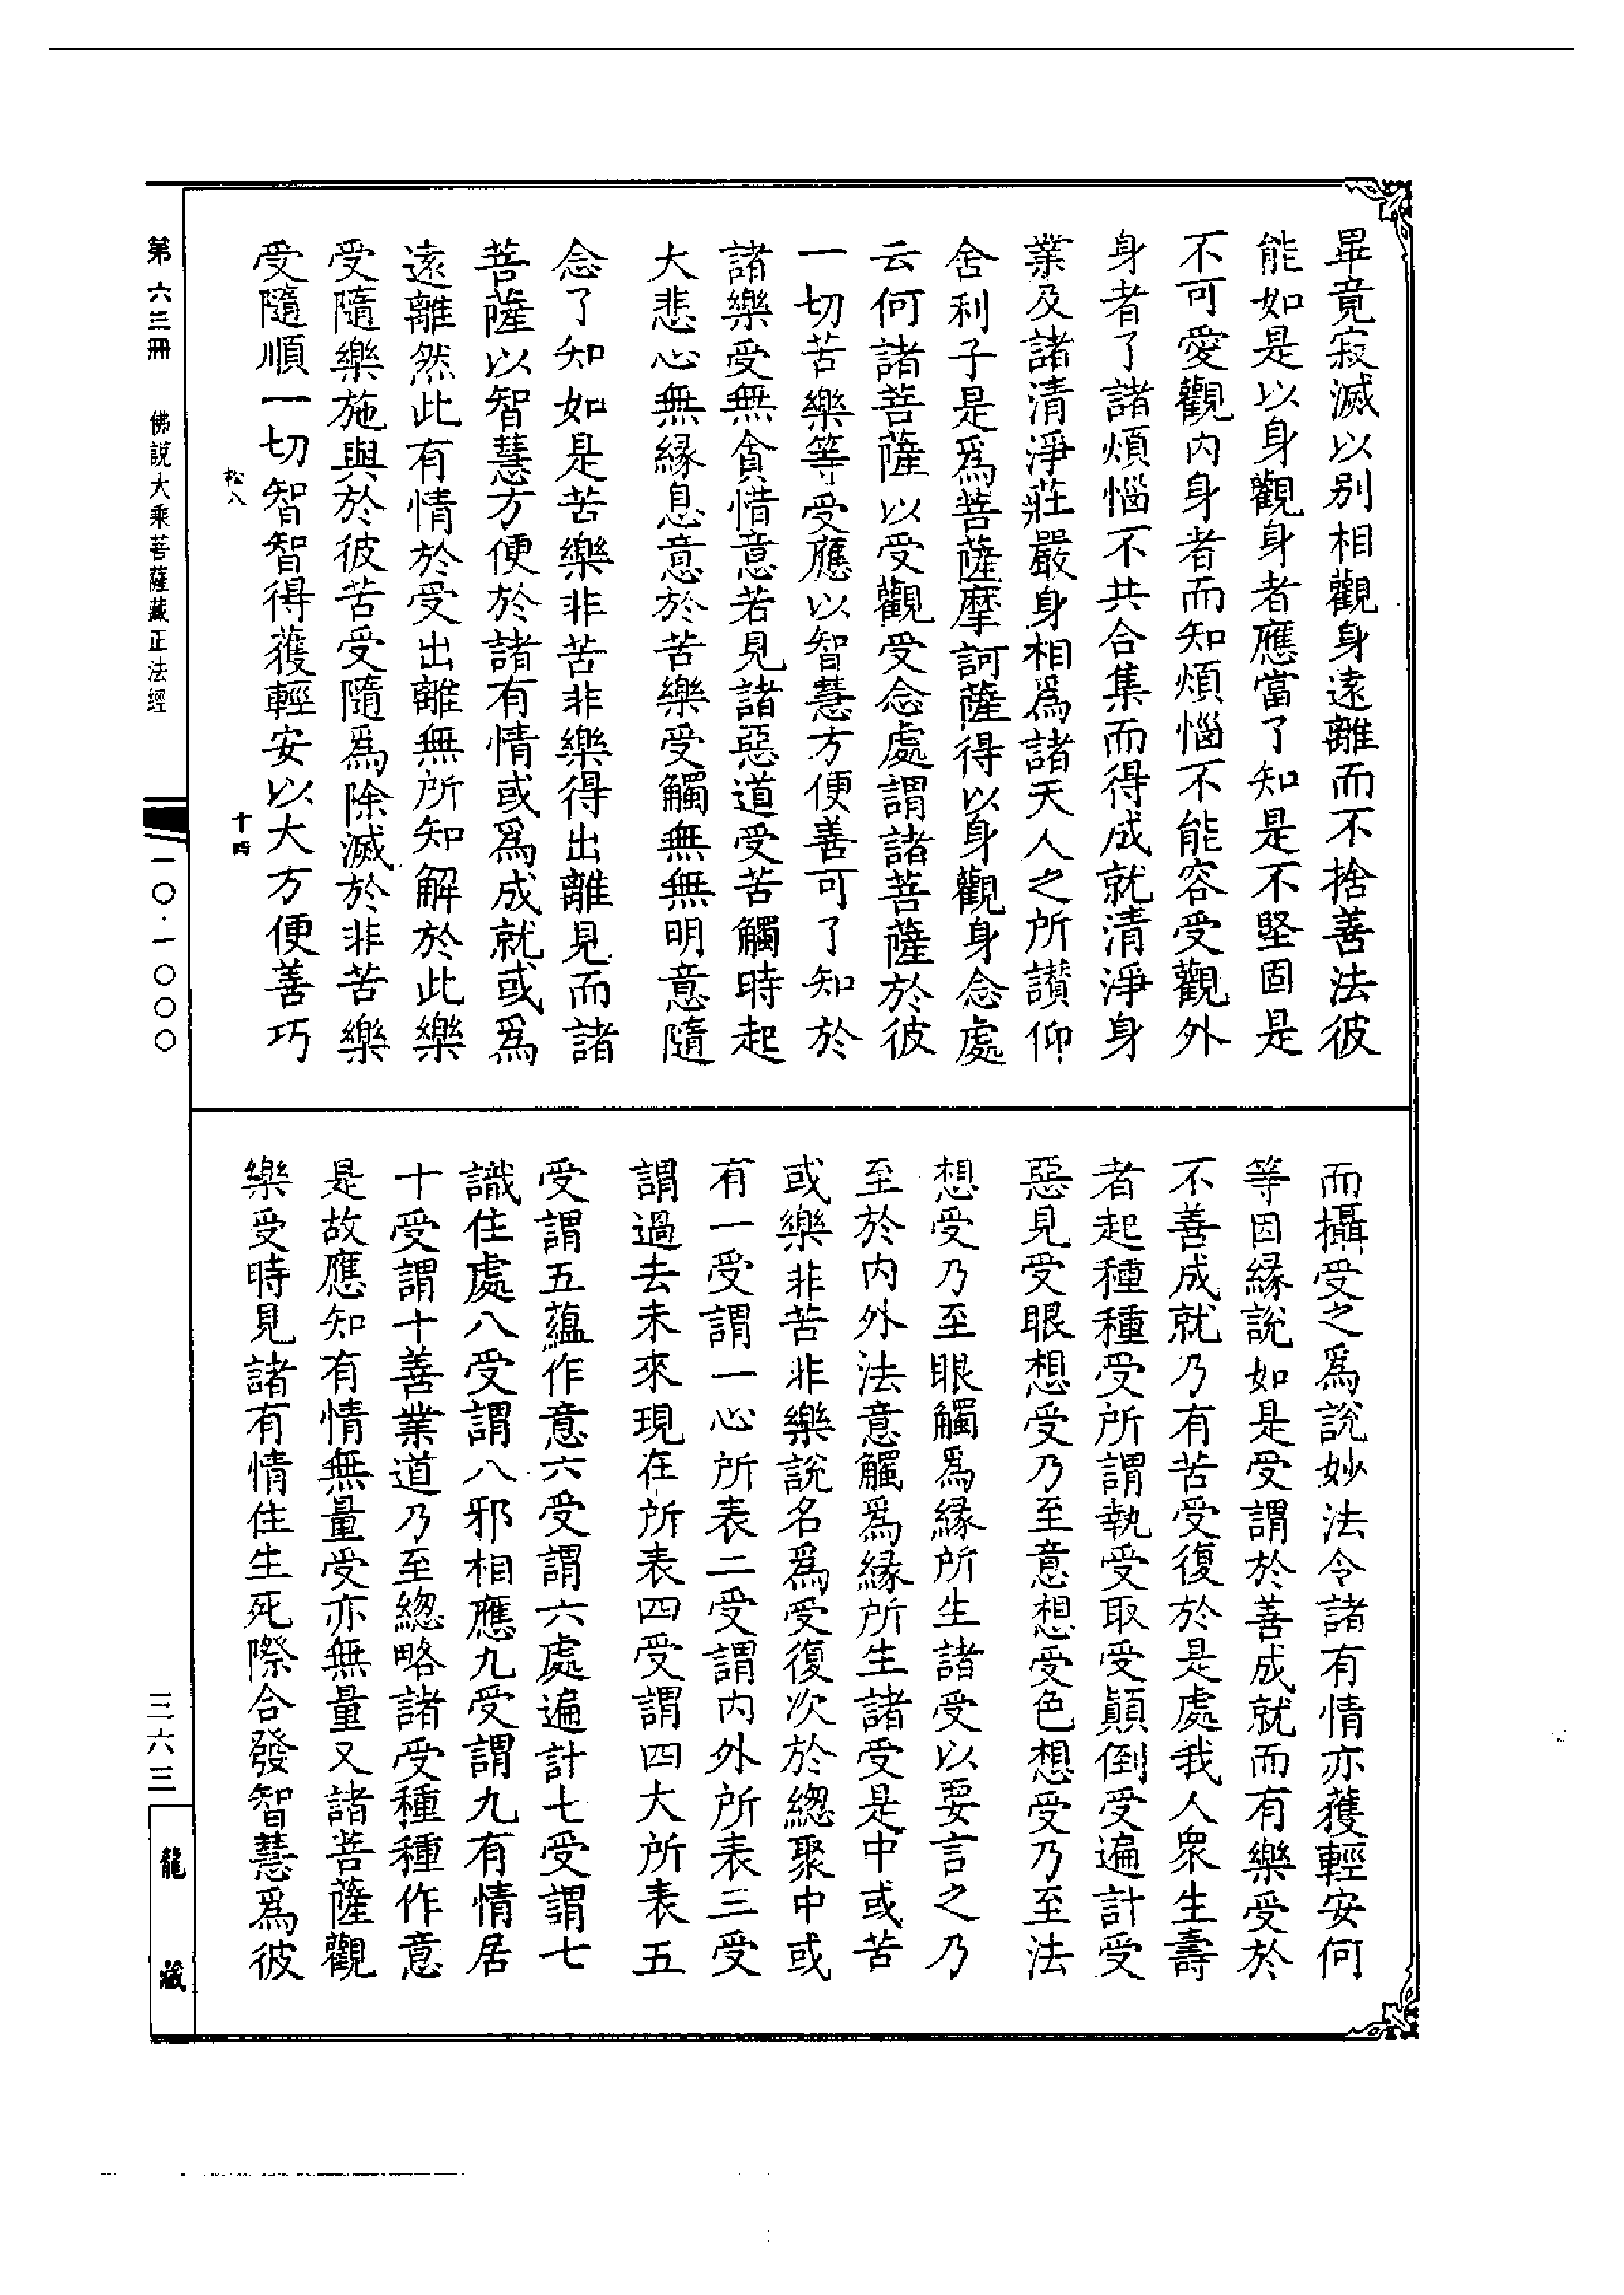 畢竟寂滅以別相觀身遠離而不捨善法彼
能如是以身觀身者應當了知是不堅固是
不可愛觀内身者而知煩惱不能容受觀外
身者了諸煩惱不共合集而得成就清淨身
業及諸清淨莊嚴身相爲諸天人之所讃仰
舍利子是爲菩薩摩訶薩得以身觀身念處
云何諸菩薩以受觀受念處謂諸菩薩於彼
一切苦樂等受應以智慧方便善可了知於
諸樂受無貪惜意若見諸惡道受苦觸時起
大悲心無緣息意於苦樂受觸無無明意隨
念了知如是苦樂非苦非樂得出離見而諸
菩薩以智慧方便於諸有情或爲成就或爲
遠離然此有情於受出離無所知解於此樂
受隨樂施與於彼苦受隨爲除滅於非苦樂
受隨順一切智智得獲輕安以大方便善巧
松八
十
而攝受之爲說妙法令諸有情亦獲輕安何
等因緣說如是受謂於善成就而有樂受於
不善成就乃有苦受復於是處我人衆生壽
者起種種受所謂執受取受顚倒受遍計受
惡見受眼想受乃至意想受色想受乃至法
想受乃至眼觸爲緣所生諸受以要言之乃
至於内外法意觸爲緣所生諸受是中或苦
或樂非苦非樂說名爲受復次於緫聚中或
有一受謂一心所表二受謂内外所表三受
謂過去未來現在所表四受謂四大所表五
受謂五蘊作意六受謂六處遍計七受謂七
識住處八受謂八邪相應九受謂九有情居
十受謂十善業道乃至緫略諸受種種作意
是故應知有情無量受亦無量又諸菩薩觀
樂受時見諸有情住生死際合發智慧爲彼
第六三冊　佛說大乘菩薩藏正法經
一〇·一〇〇〇
三六三
龍藏